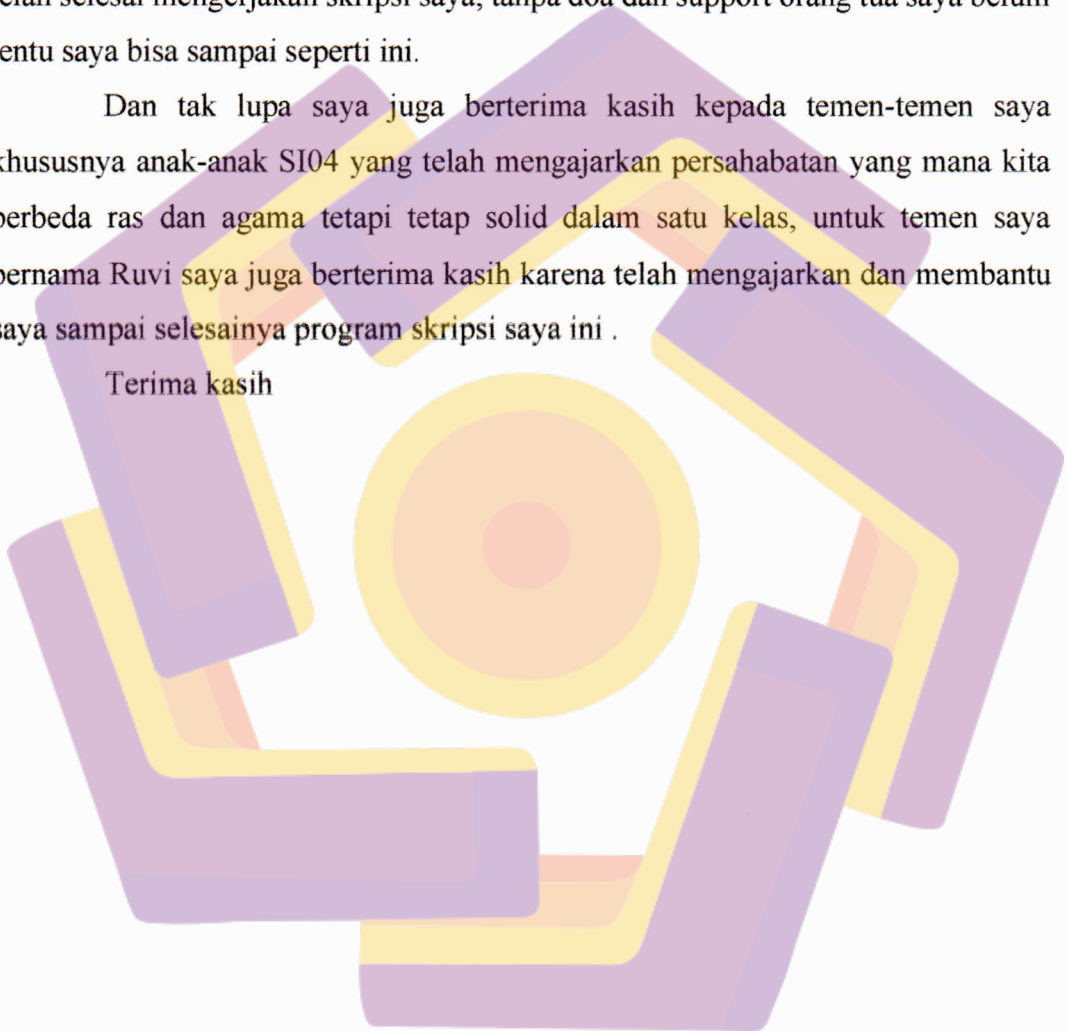 telah selesai mengerjakan skripsi saya, tanpa doa dan support orang tua saya belum
tentu saya bisa sampai seperti ini.
Dan tak lupa saya juga berterima kasih kepada temen-temen saya
khususnya anak-anak SI04 yang telah mengajarkan persahabatan yang mana kita
berbeda ras dan agama tetapi tetap solid dalam satu kelas, untuk temen saya
bernama Ruvi saya juga berterima kasih karena telah mengajarkan dan membantu
saya sampai selesainya program skripsi saya ini .
Terima kasih